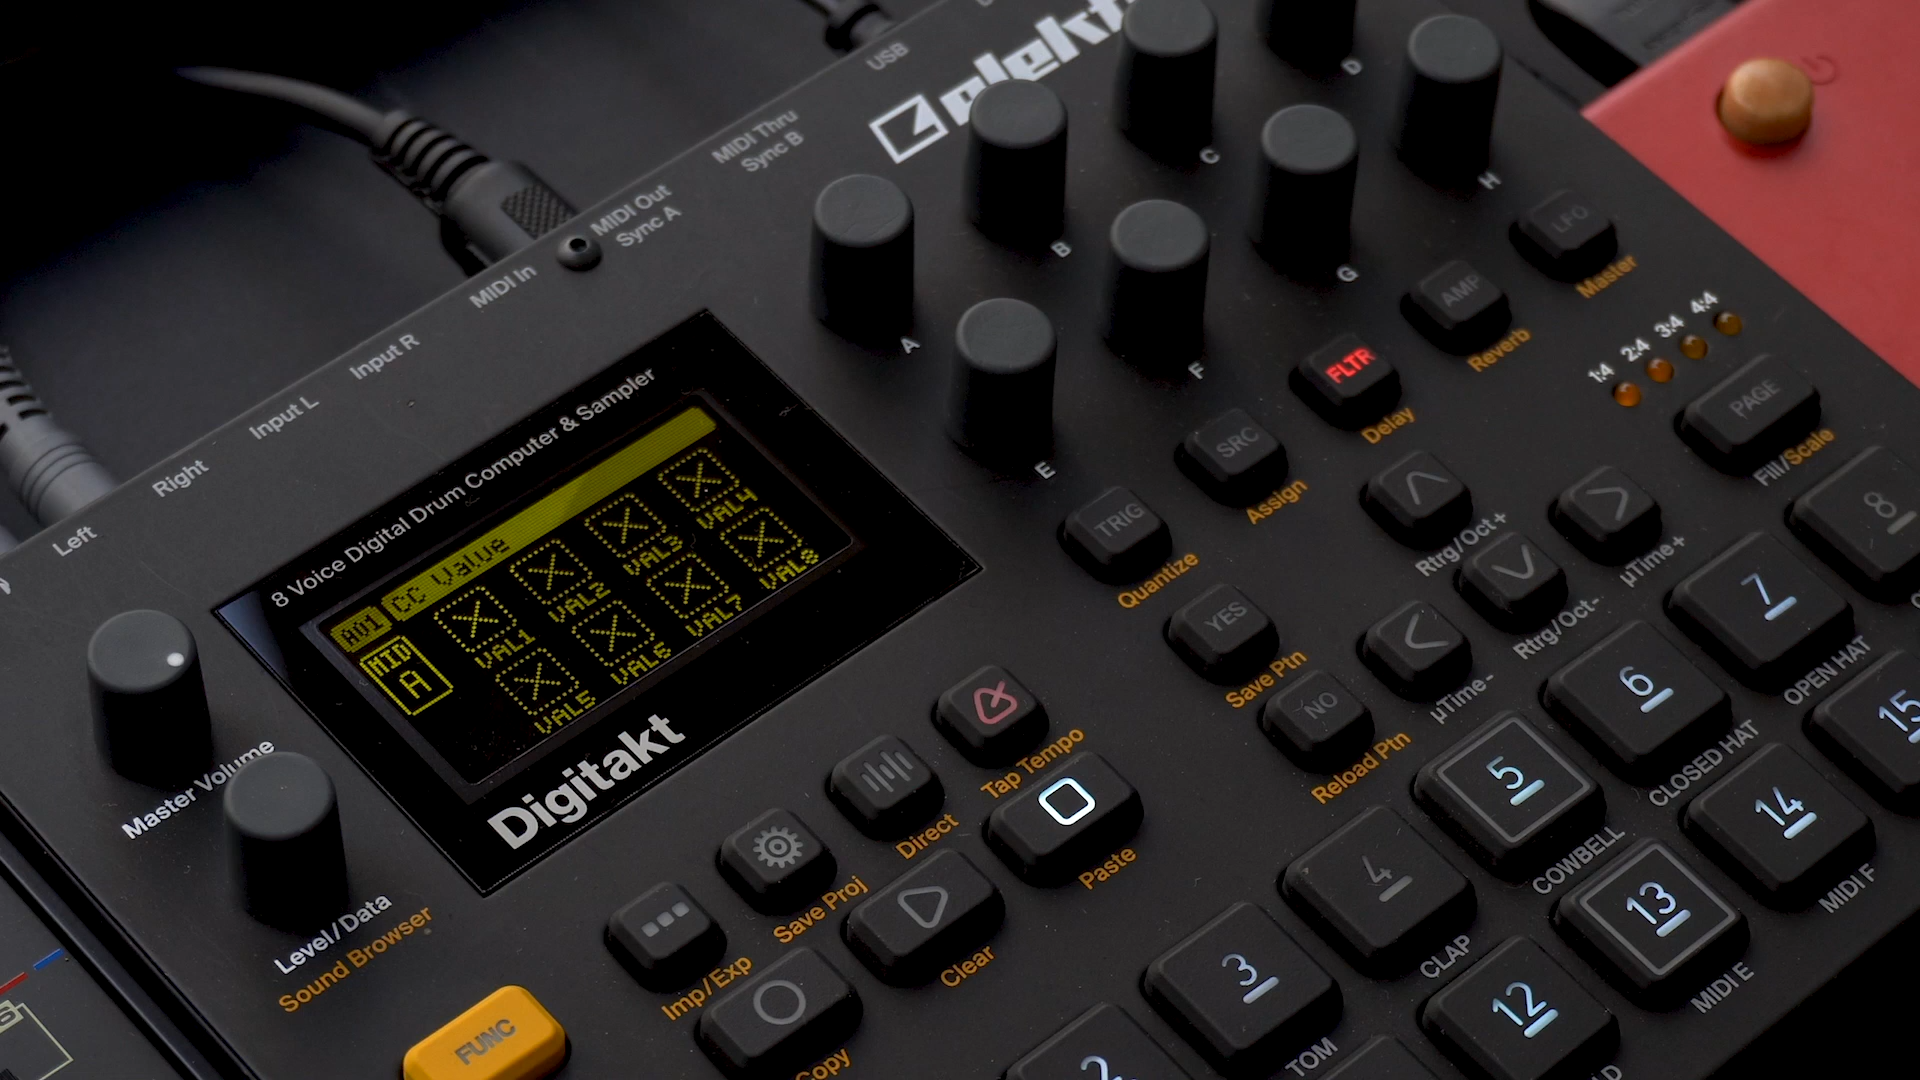 USB
elekt
MIDI Thru
Sync B
MIDI Out
Sync A
MIDI In
Input R
Input L
Right
Left
A
B
C
D
E
F
G
H
8 Voice Digital Drum Computer & Sampler
A01 CC Value
MID
A
VAL1
VAL2
VAL3
VAL4
VAL5
VAL6
VAL7
VAL8
Digitakt
Master Volume
Level/Data
Sound Browser
FUNC
Imp/Exp
Save Proj
Direct
Tap Tempo
Copy
Clear
Paste
TRIG
Quantize
SRC
Assign
FLTR
Delay
AMP
Reverb
LFO
Master
1:4
2:4
3:4
4:4
PAGE
Fill/Scale
YES
Save Ptn
NO
Reload Ptn
Rtrg/Oct+
Rtrg/Oct-
µTime+
µTime-
2
3
TOM
4
CLAP
5
COWBELL
6
CLOSED HAT
7
OPEN HAT
8
12
13
MIDI E
14
MIDI F
15